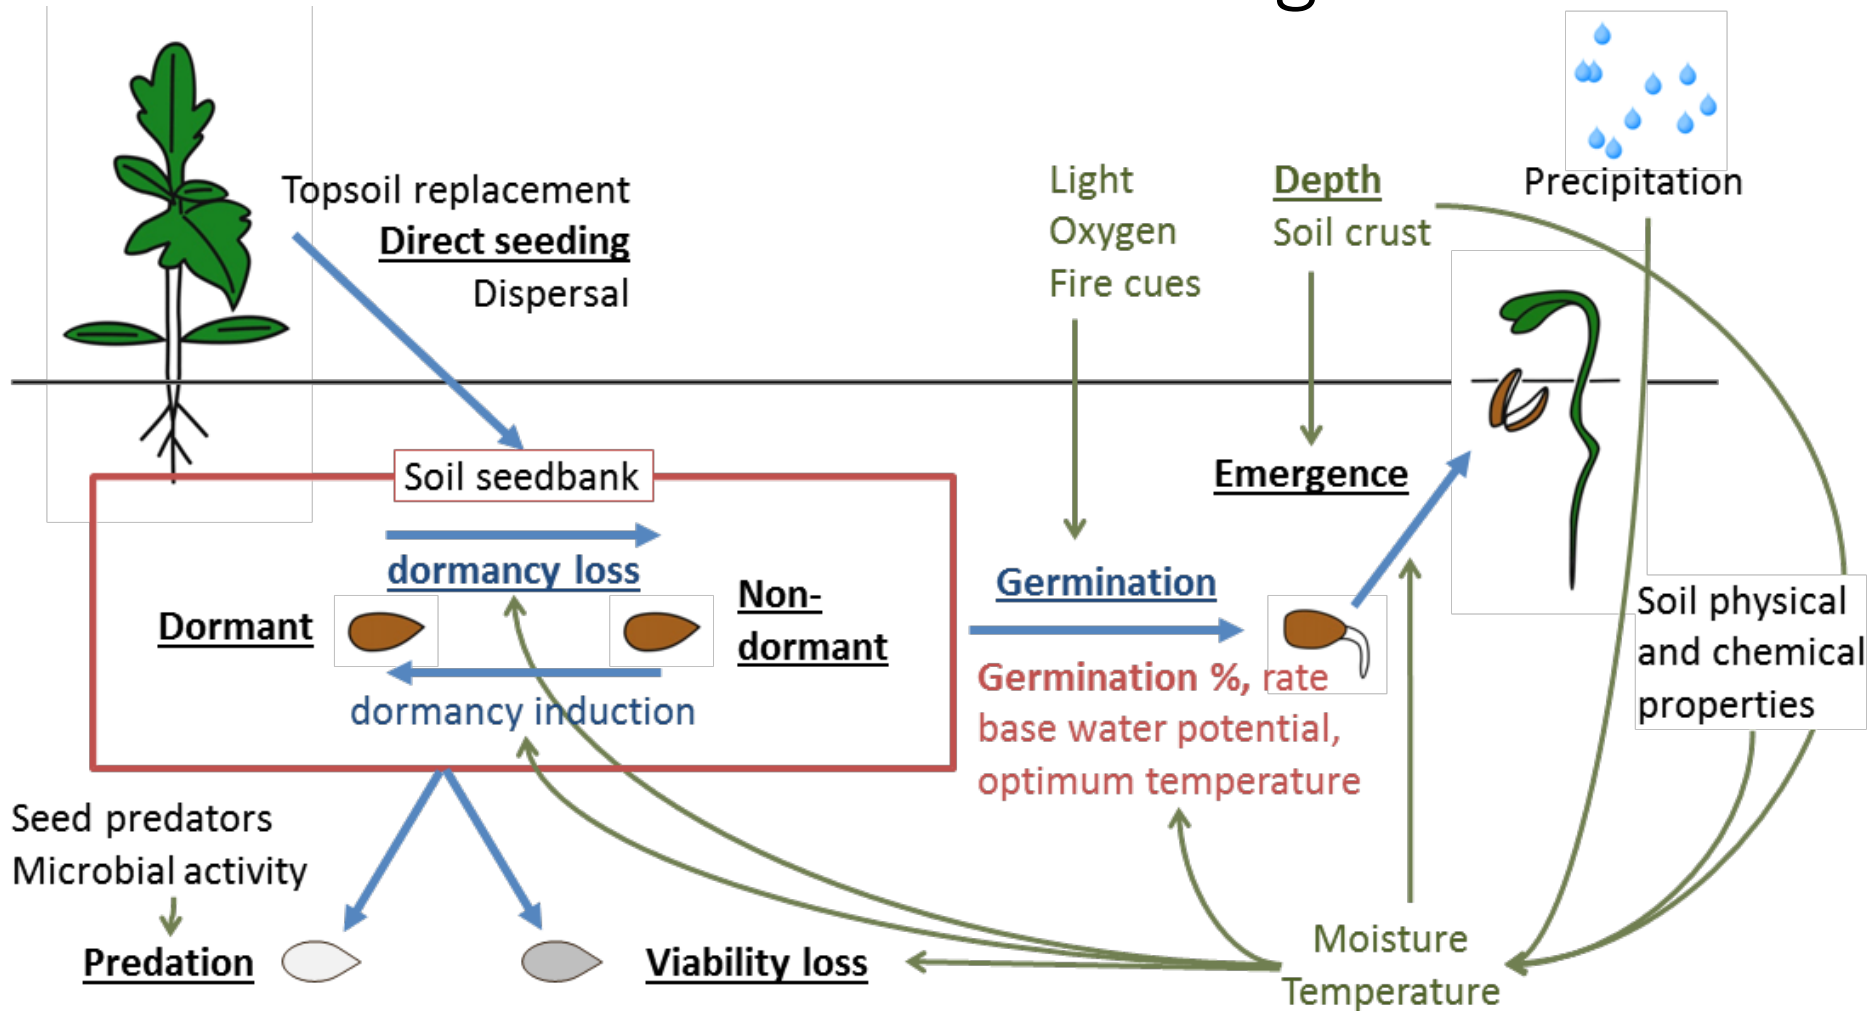 g
Topsoil replacement
Direct seeding
Dispersal
Light
Oxygen
Fire cues
Depth
Soil crust
Precipitation
Soil seedbank
dormancy loss
Dormant
Non-
dormant
dormancy induction
Germination
Germination %, rate
base water potential,
optimum temperature
Emergence
Soil physical
and chemical
properties
Seed predators
Microbial activity
Predation
Viability loss
Moisture
Temperature